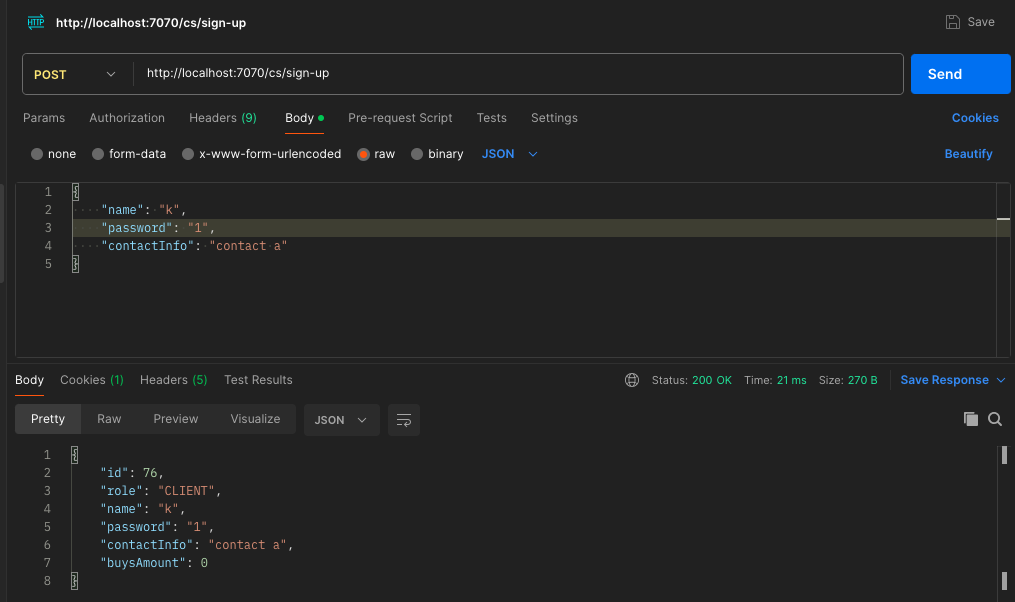 HTTP http://localhost:7070/cs/sign-up Save
POST http://localhost:7070/cs/sign-up Send
Params Authorization Headers (9) Body Pre-request Script Tests Settings Cookies
none form-data x-www-form-urlencoded raw binary JSON Beautify
1 {
2 "name": "k",
3 "password": "1",
4 "contactInfo": "contact a"
5 }
Body Cookies (1) Headers (5) Test Results Status: 200 OK Time: 21 ms Size: 270 B Save Response
Pretty Raw Preview Visualize JSON
1 {
2 "id": 76,
3 "role": "CLIENT",
4 "name": "k",
5 "password": "1",
6 "contactInfo": "contact a",
7 "buysAmount": 0
8 }